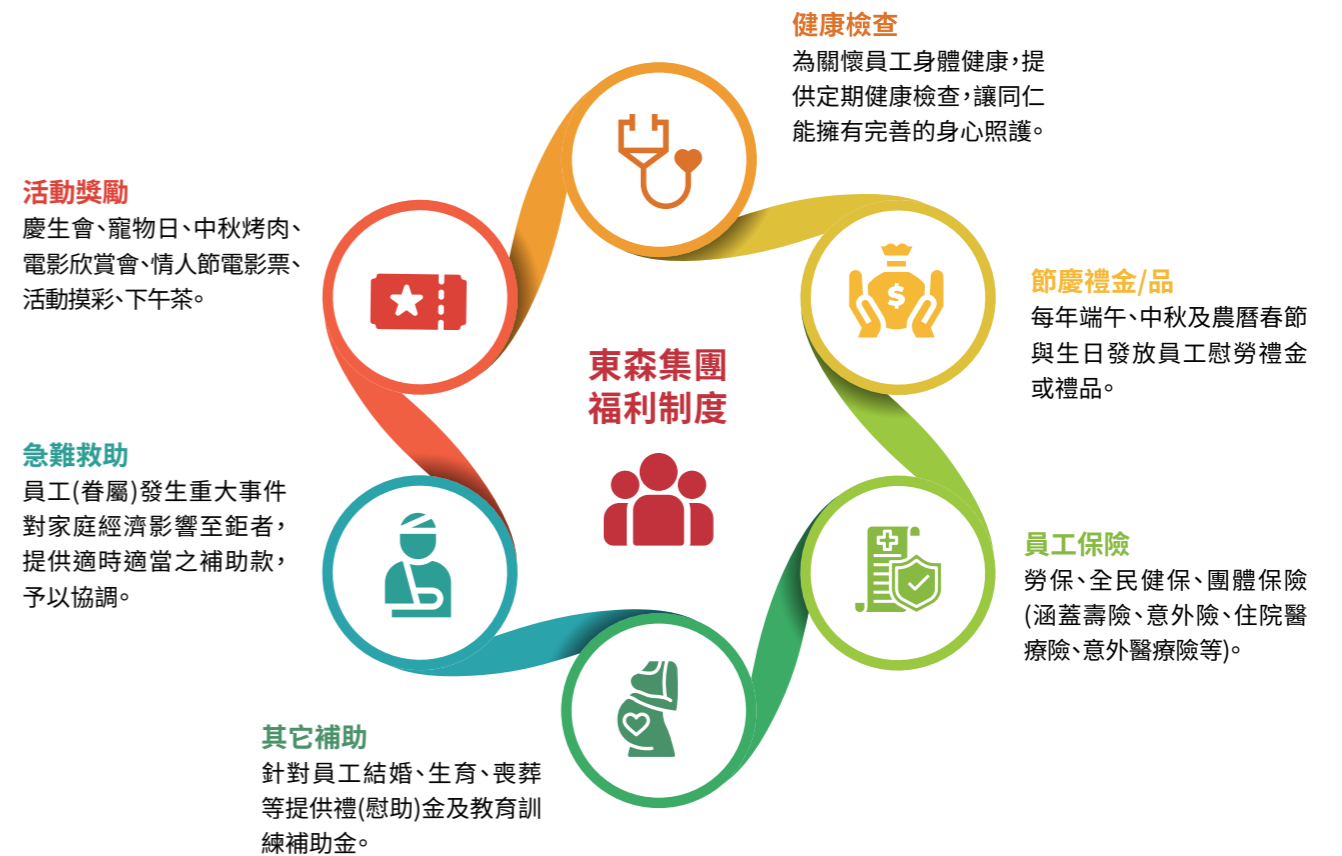 健康檢查
為關懷員工身體健康，提
供定期健康檢查，讓同仁
能擁有完善的身心照護。
活動獎勵
慶生會、寵物日、中秋烤肉、
電影欣賞會、情人節電影票、
活動摸彩、下午茶。
節慶禮金/品
每年端午、中秋及農曆春節
與生日發放員工慰勞禮金
或禮品。
東森集團
福利制度
急難救助
員工(眷屬)發生重大事件
對家庭經濟影響至鉅者，
提供適時適當之補助款，
予以協調。
員工保險
勞保、全民健保、團體保險
(涵蓋壽險、意外險、住院醫
療險、意外醫療險等)。
其它補助
針對員工結婚、生育、喪葬
等提供禮(慰助)金及教育訓
練補助金。
$